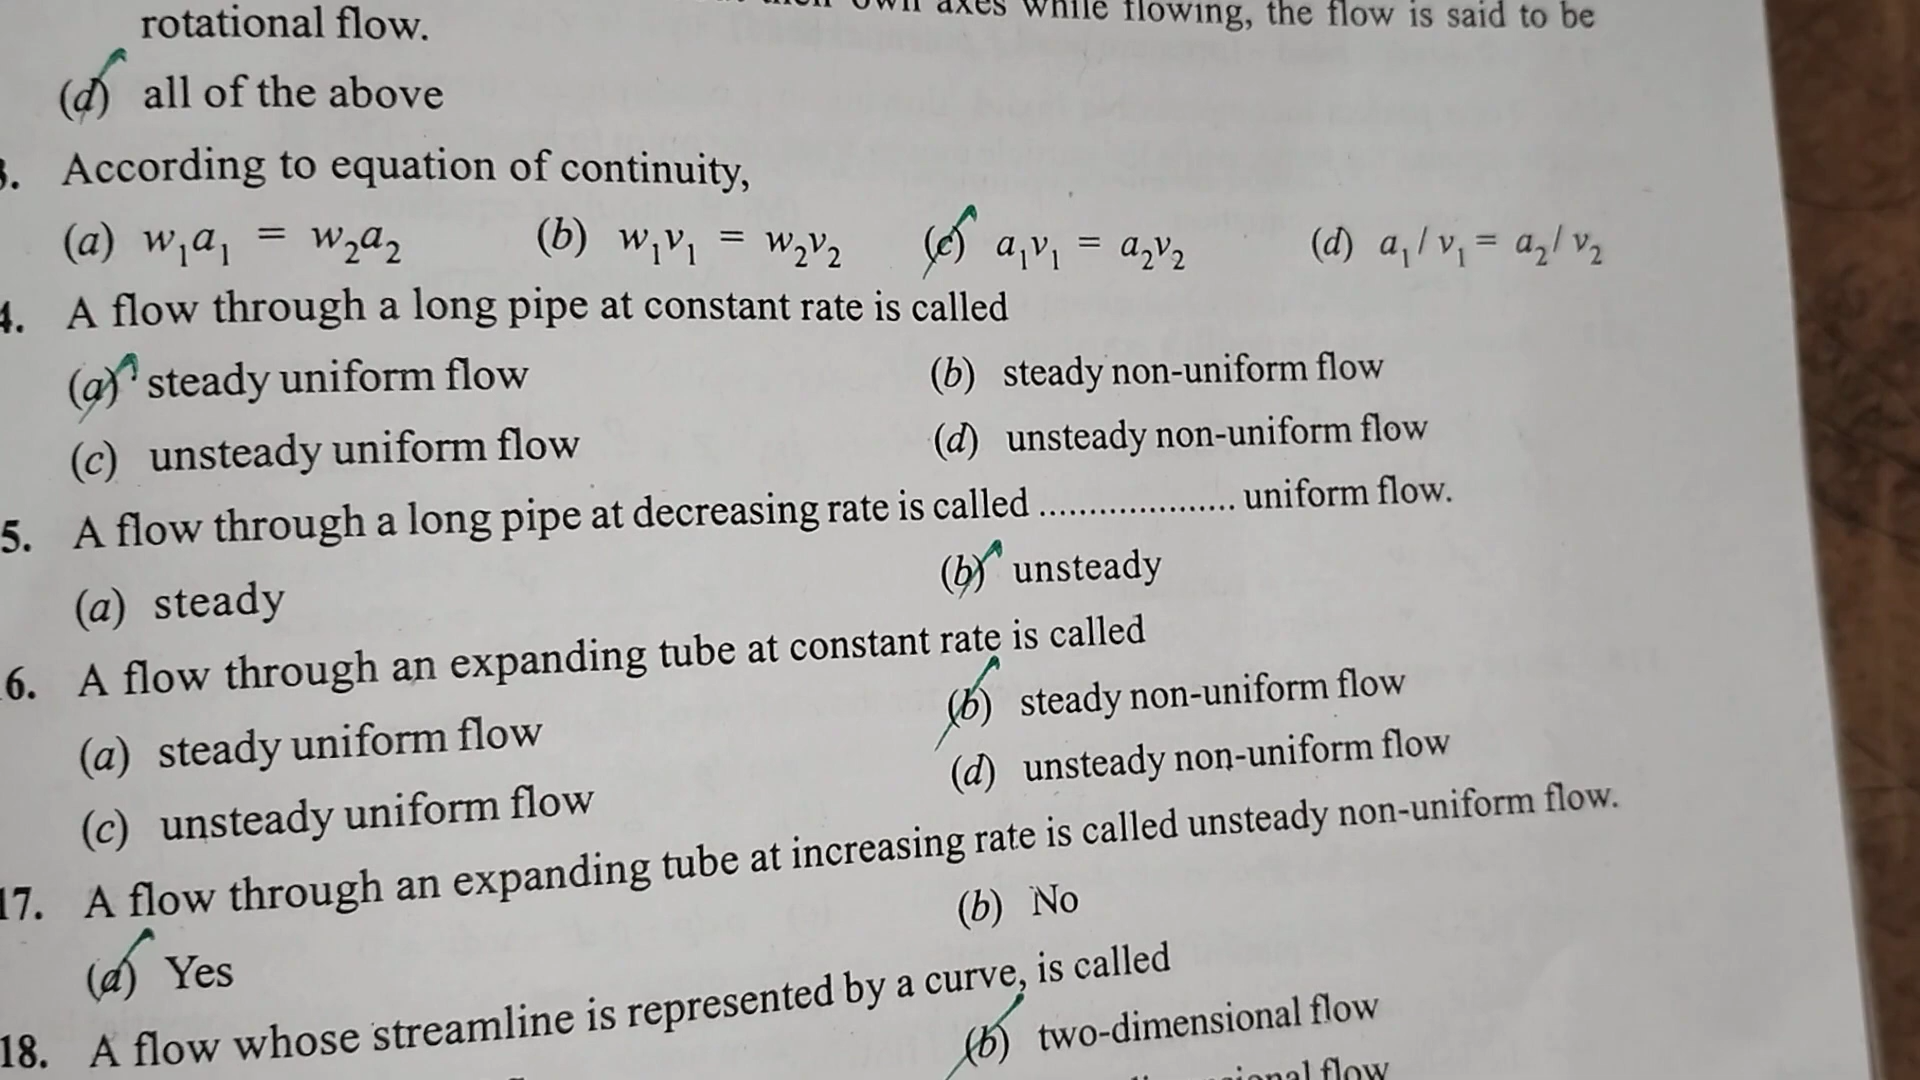 own axes while flowing, the flow is said to be
rotational flow.
(d) all of the above
3. According to equation of continuity,
(a) w₁a₁ = w₂a₂ (b) w₁v₁ = w₂v₂ (c) a₁v₁ = a₂v₂ (d) a₁ / v₁ = a₂ / v₂
4. A flow through a long pipe at constant rate is called
(a) steady uniform flow (b) steady non-uniform flow
(c) unsteady uniform flow (d) unsteady non-uniform flow
5. A flow through a long pipe at decreasing rate is called .................... uniform flow.
(a) steady (b) unsteady
6. A flow through an expanding tube at constant rate is called
(a) steady uniform flow (b) steady non-uniform flow
(c) unsteady uniform flow (d) unsteady non-uniform flow
17. A flow through an expanding tube at increasing rate is called unsteady non-uniform flow.
(a) Yes (b) No
18. A flow whose streamline is represented by a curve, is called
(b) two-dimensional flow
flow